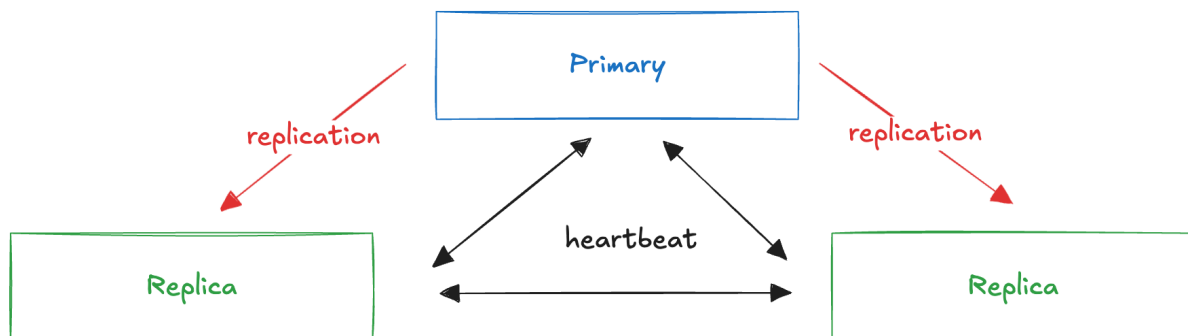 Primary
replication
replication
heartbeat
Replica
Replica